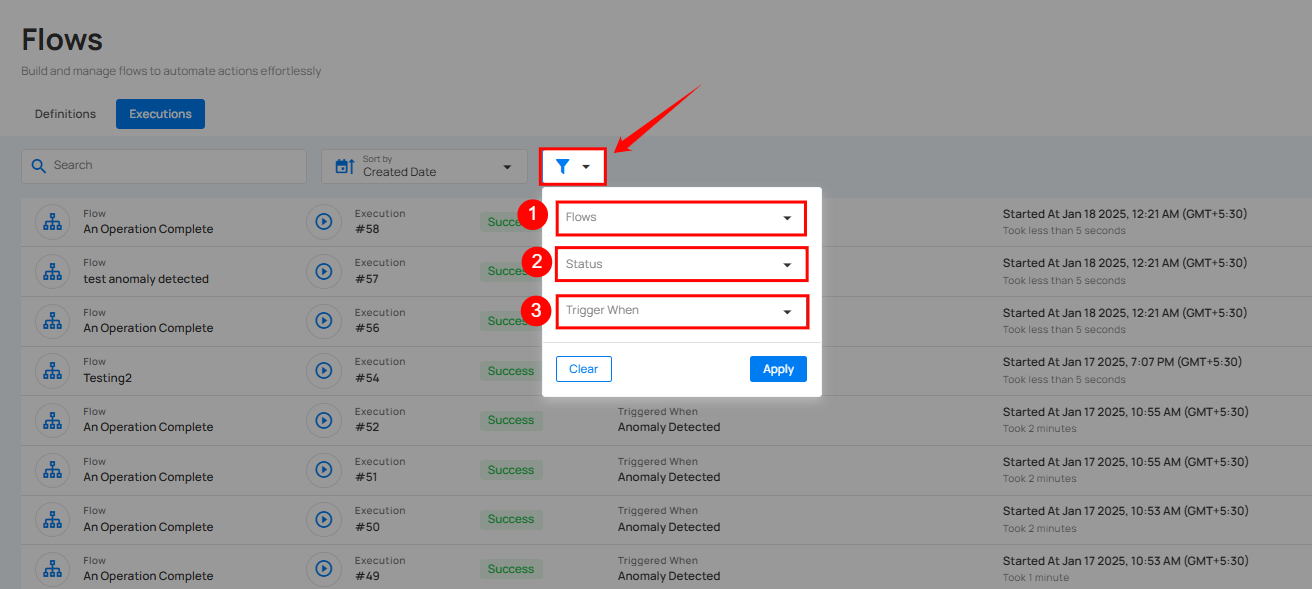 Flows
Build and manage flows to automate actions effortlessly
Definitions
Executions
Search
Sort by
Created Date
1
Flows
2
Status
3
Trigger When
Clear
Apply
Flow
An Operation Complete
Execution
#58
Succe
Started At Jan 18 2025, 12:21 AM (GMT+5:30)
Took less than 5 seconds
Flow
test anomaly detected
Execution
#57
Succe
Started At Jan 18 2025, 12:21 AM (GMT+5:30)
Took less than 5 seconds
Flow
An Operation Complete
Execution
#56
Succe
Started At Jan 18 2025, 12:21 AM (GMT+5:30)
Took less than 5 seconds
Flow
Testing2
Execution
#54
Success
Started At Jan 17 2025, 7:07 PM (GMT+5:30)
Took less than 5 seconds
Flow
An Operation Complete
Execution
#52
Success
Triggered When
Anomaly Detected
Started At Jan 17 2025, 10:55 AM (GMT+5:30)
Took 2 minutes
Flow
An Operation Complete
Execution
#51
Success
Triggered When
Anomaly Detected
Started At Jan 17 2025, 10:55 AM (GMT+5:30)
Took 2 minutes
Flow
An Operation Complete
Execution
#50
Success
Triggered When
Anomaly Detected
Started At Jan 17 2025, 10:53 AM (GMT+5:30)
Took 2 minutes
Flow
An Operation Complete
Execution
#49
Success
Triggered When
Anomaly Detected
Started At Jan 17 2025, 10:53 AM (GMT+5:30)
Took 1 minute